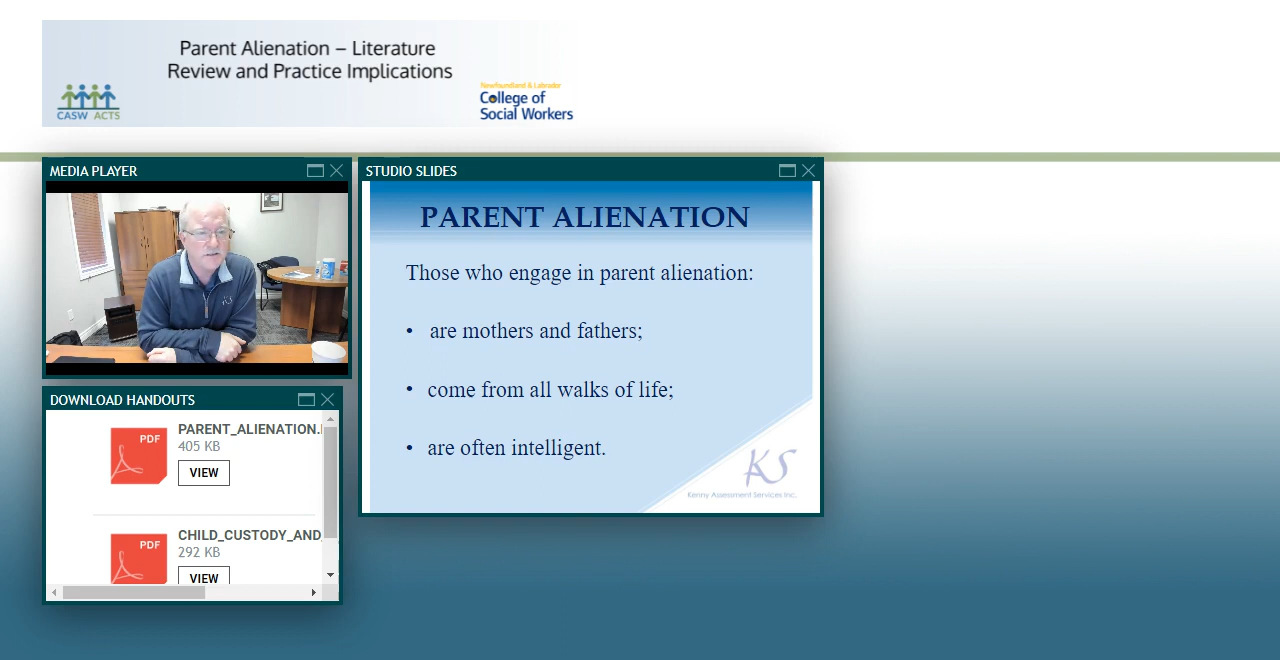 Parent Alienation – Literature
Review and Practice Implications
CASW ACTS
Newfoundland & Labrador
College of
Social Workers
MEDIA PLAYER
KS
STUDIO SLIDES
PARENT ALIENATION
Those who engage in parent alienation:
• are mothers and fathers;
• come from all walks of life;
• are often intelligent.
KS
Kenny Assessment Services Inc.
DOWNLOAD HANDOUTS
PDF
PARENT_ALIENATION.
405 KB
VIEW
PDF
CHILD_CUSTODY_AND_
292 KB
VIEW